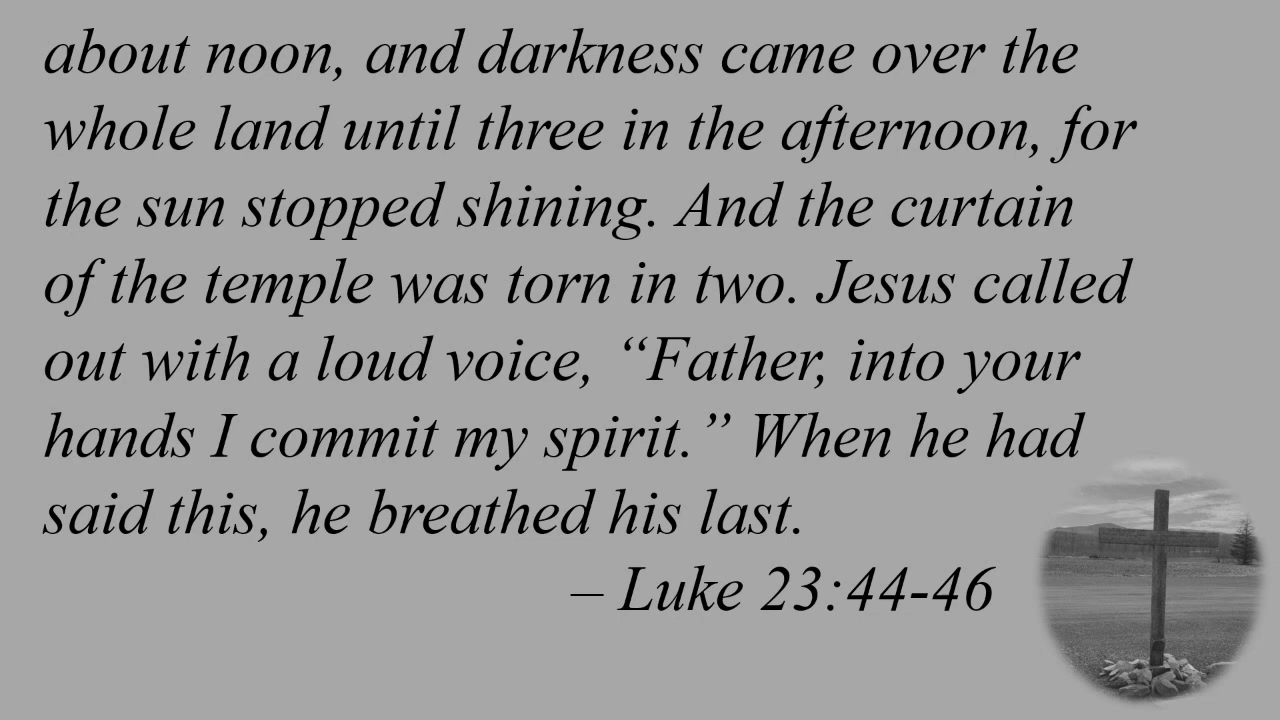 about noon, and darkness came over the
whole land until three in the afternoon, for
the sun stopped shining. And the curtain
of the temple was torn in two. Jesus called
out with a loud voice, “Father, into your
hands I commit my spirit.” When he had
said this, he breathed his last.
– Luke 23:44-46